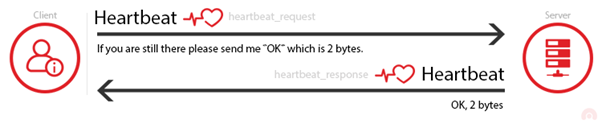 Client
Server
Heartbeat heartbeat_request
If you are still there please send me “OK” which is 2 bytes.
heartbeat_response Heartbeat
OK, 2 bytes